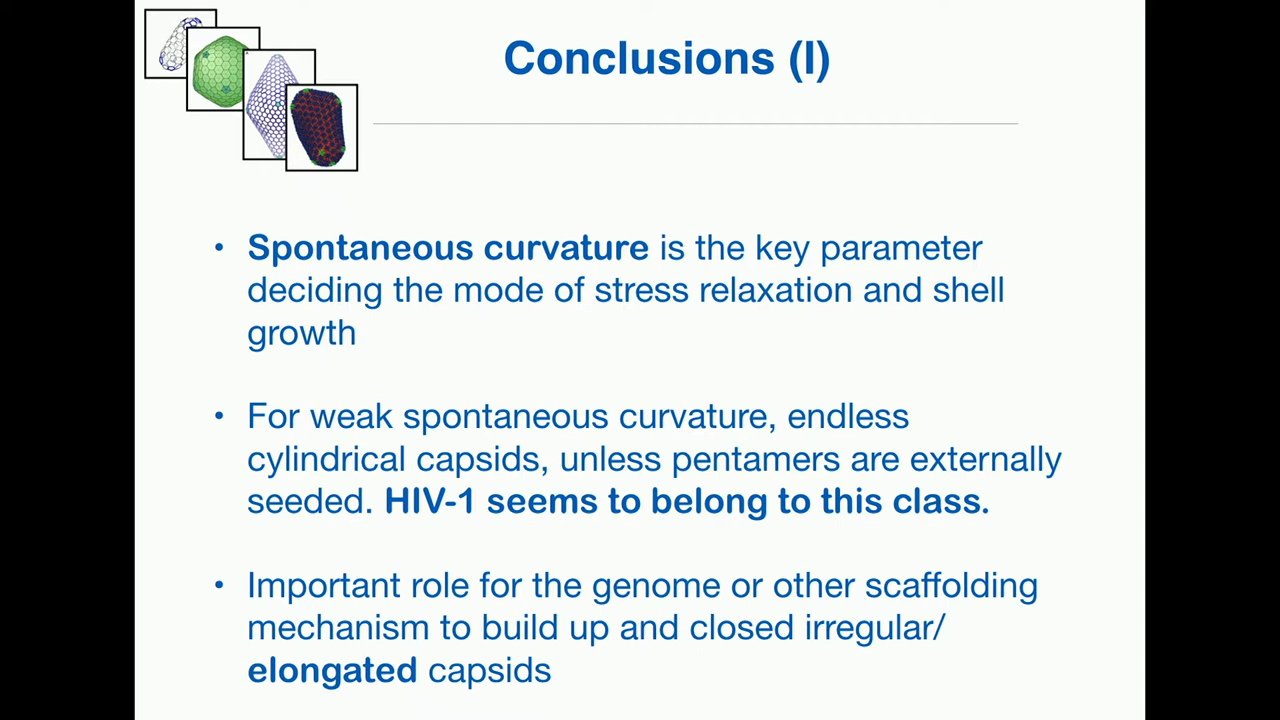 Conclusions (I)
• Spontaneous curvature is the key parameter
deciding the mode of stress relaxation and shell
growth
• For weak spontaneous curvature, endless
cylindrical capsids, unless pentamers are externally
seeded. HIV-1 seems to belong to this class.
• Important role for the genome or other scaffolding
mechanism to build up and closed irregular/
elongated capsids